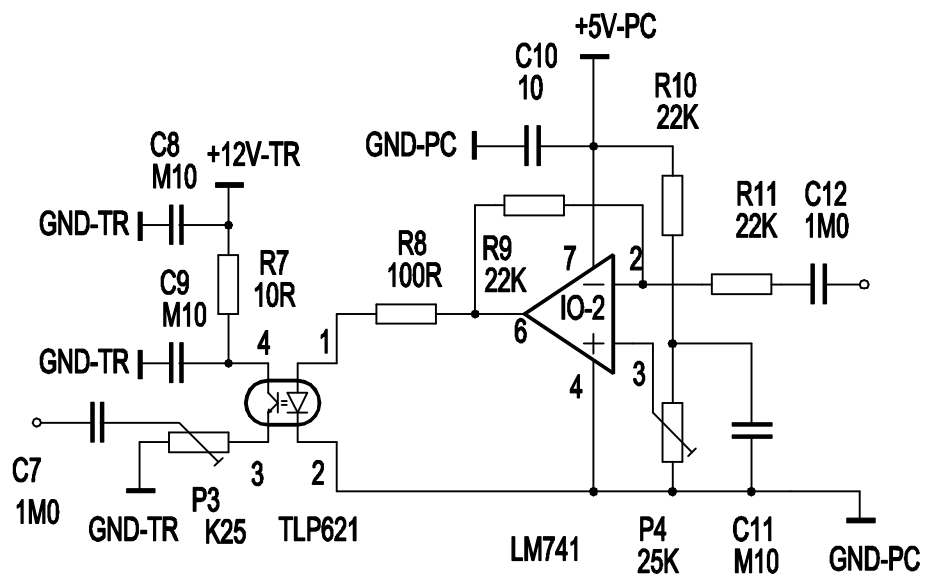 +5V-PC
C10
10
R10
22K
GND-PC
C8
M10
+12V-TR
R11
22K
C12
1M0
GND-TR
R8
100R
R9
22K
7
2
R7
10R
C9
M10
IO-2
6
1
4
GND-TR
4
3
C7
1M0
3
2
P3
K25
GND-TR
TLP621
LM741
P4
25K
C11
M10
GND-PC